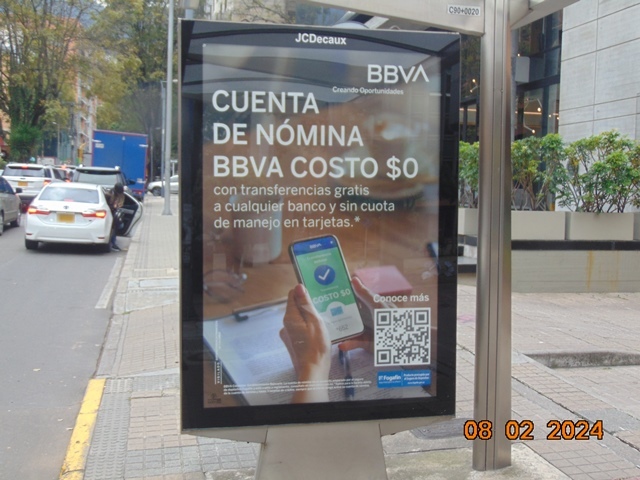 C90+0020
JCDecaux
BBVA
Creando Oportunidades
CUENTA
DE NÓMINA
BBVA COSTO $0
con transferencias gratis
a cualquier banco y sin cuota
de manejo en tarjetas.*
BBVA
COSTO $0
Conoce más
Fogafín
08 02 2024